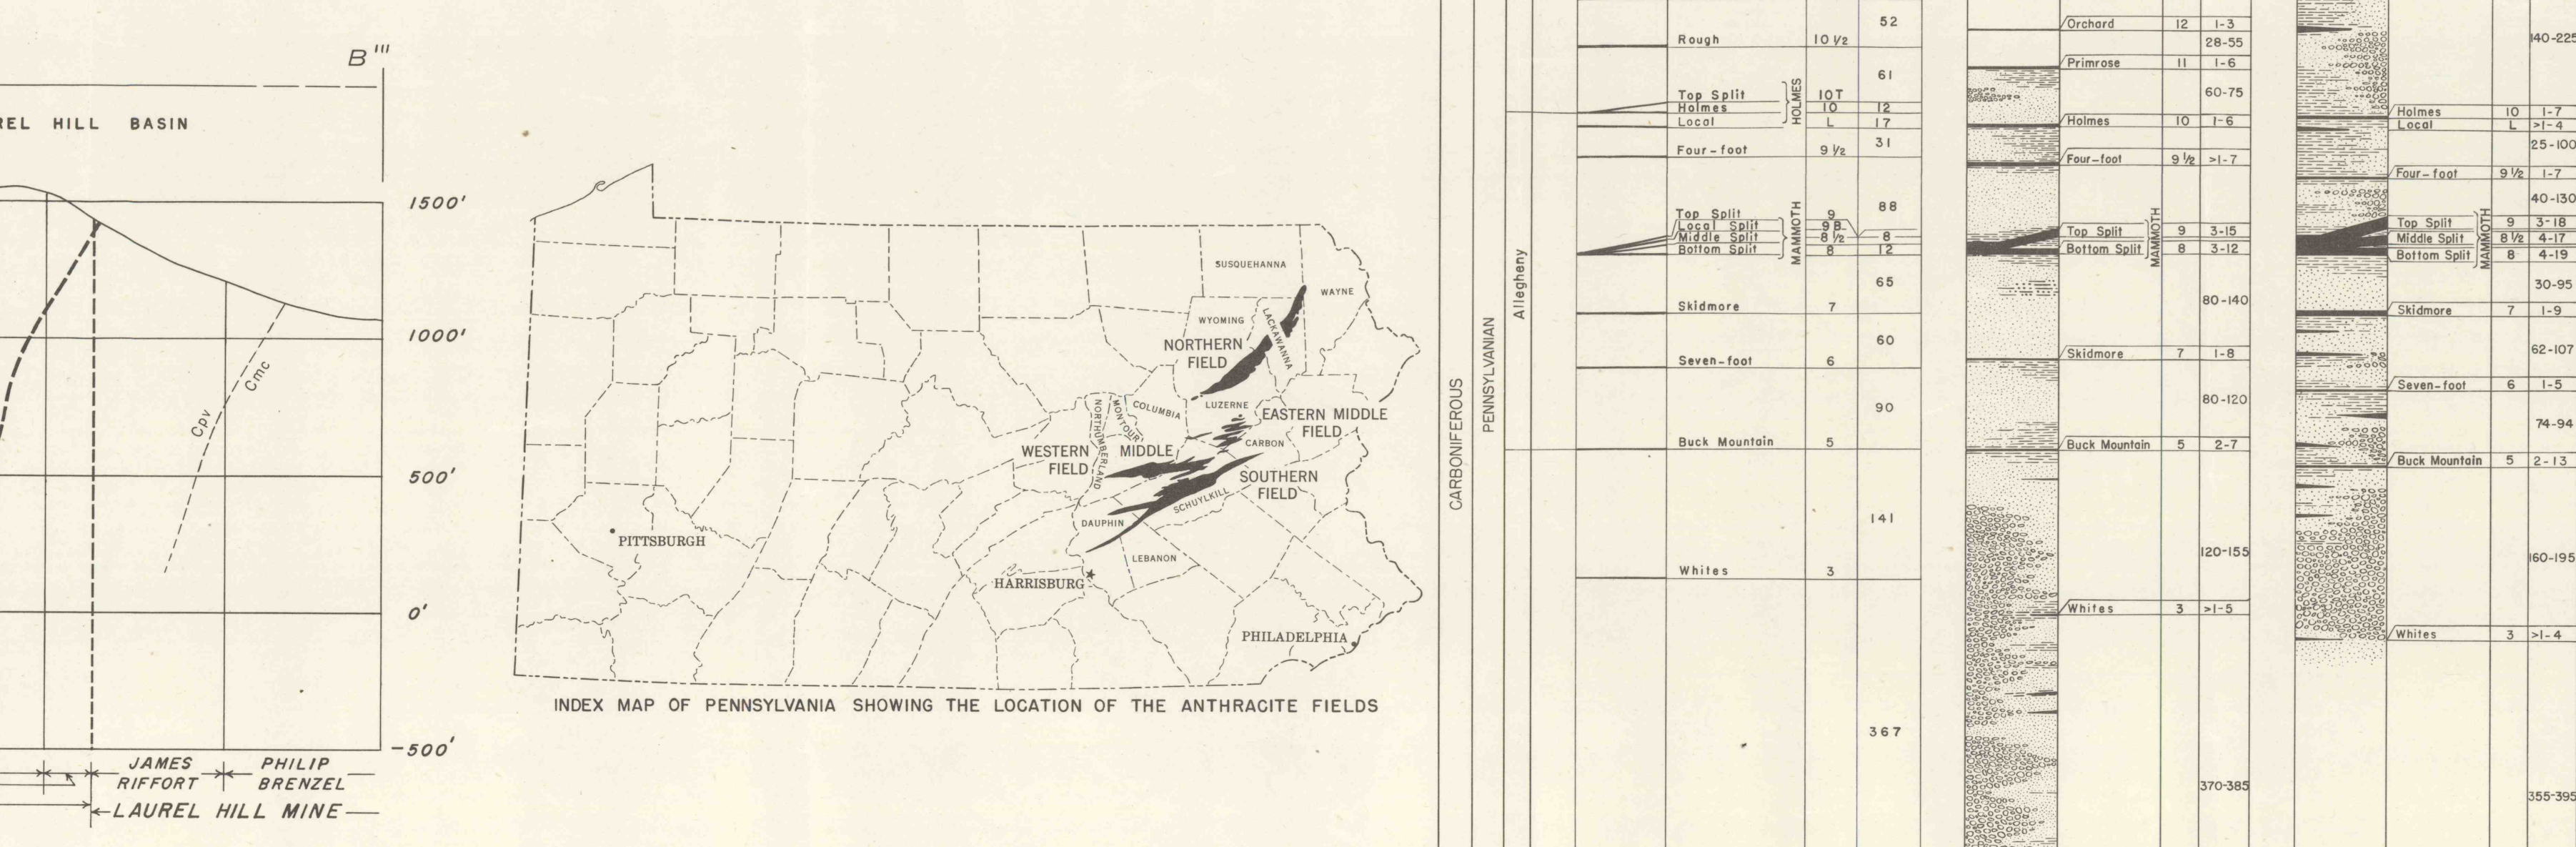 B'''
REL HILL BASIN
1500'
1000'
500'
0'
-500'
Cpv
Cmc
JAMES RIFFORT
PHILIP BRENZEL
LAUREL HILL MINE
SUSQUEHANNA
WAYNE
WYOMING
LACKAWANNA
NORTHERN FIELD
LUZERNE
COLUMBIA
MONTOUR
NORTHUMBERLAND
EASTERN MIDDLE FIELD
CARBON
WESTERN MIDDLE FIELD
SOUTHERN FIELD
SCHUYLKILL
DAUPHIN
LEBANON
PITTSBURGH
HARRISBURG
PHILADELPHIA
INDEX MAP OF PENNSYLVANIA SHOWING THE LOCATION OF THE ANTHRACITE FIELDS
CARBONIFEROUS
PENNSYLVANIAN
Allegheny
52
Rough 10 1/2
61
Top Split 10T
Holmes 10 12
Local L 17
HOLMES
31
Four-foot 9 1/2
88
Top Split 9
Local Split 9B
Middle Split 8 1/2 8
Bottom Split 8 12
MAMMOTH
65
Skidmore 7
60
Seven-foot 6
90
Buck Mountain 5
141
Whites 3
367
Orchard 12 1-3
28-55
Primrose 11 1-6
60-75
Holmes 10 1-6
Four-foot 9 1/2 >1-7
Top Split 9 3-15
Bottom Split 8 3-12
MAMMOTH
80-140
Skidmore 7 1-8
80-120
Buck Mountain 5 2-7
120-155
Whites 3 >1-5
370-385
140-225
Holmes 10 1-7
Local L >1-4
25-100
Four-foot 9 1/2 1-7
40-130
Top Split 9 3-18
Middle Split 8 1/2 4-17
Bottom Split 8 4-19
MAMMOTH
30-95
Skidmore 7 1-9
62-107
Seven-foot 6 1-5
74-94
Buck Mountain 5 2-13
160-195
Whites 3 >1-4
355-395